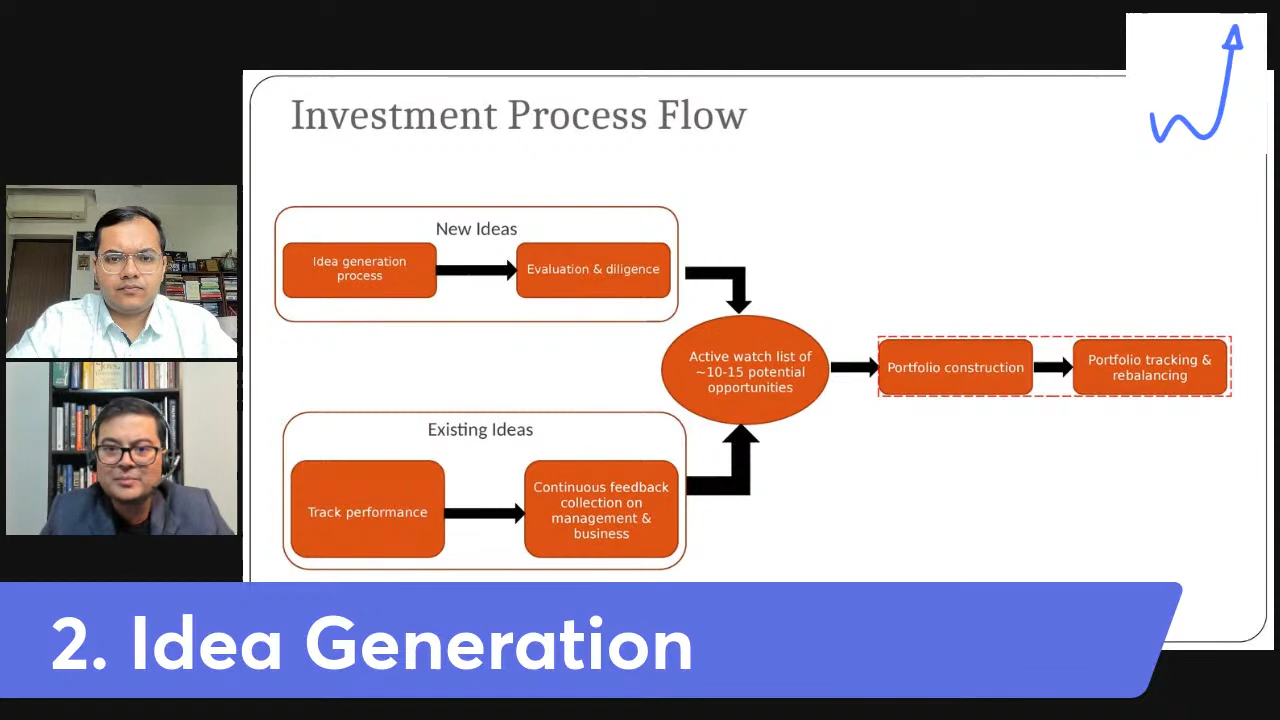 Investment Process Flow
New Ideas
Idea generation
process
Evaluation & diligence
Active watch list of
~10-15 potential
opportunities
Portfolio construction
Portfolio tracking &
rebalancing
Existing Ideas
Track performance
Continuous feedback
collection on
management &
business
2. Idea Generation